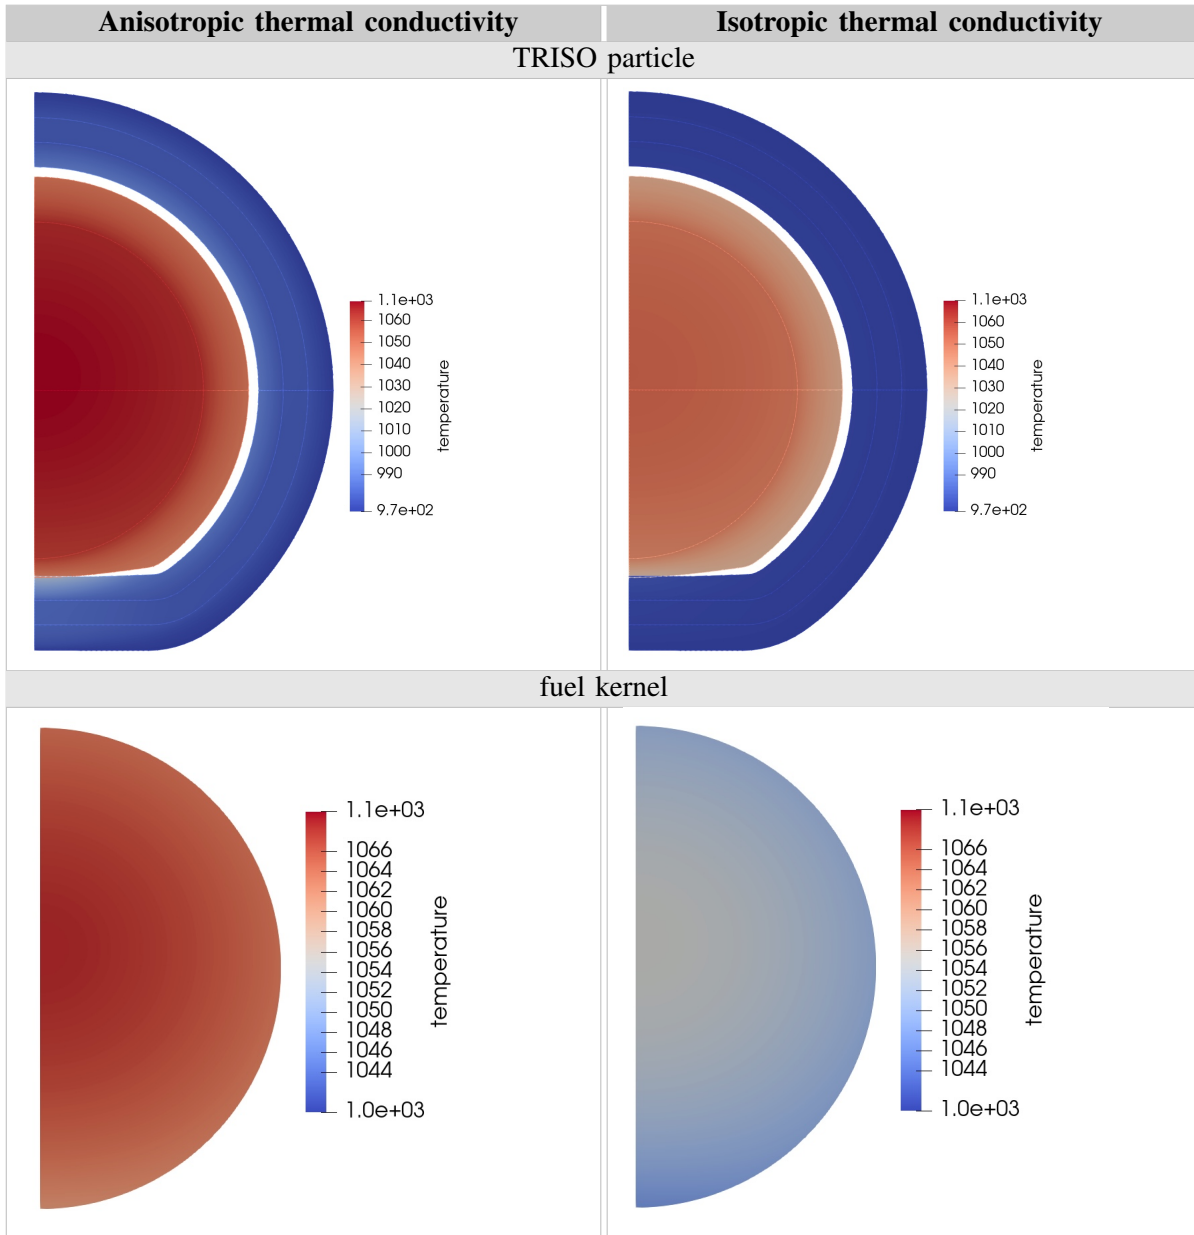 Anisotropic thermal conductivity
Isotropic thermal conductivity
TRISO particle
1.1e+03
1060
1050
1040
1030
1020
1010
1000
990
9.7e+02
temperature
1.1e+03
1060
1050
1040
1030
1020
1010
1000
990
9.7e+02
temperature
fuel kernel
1.1e+03
1066
1064
1062
1060
1058
1056
1054
1052
1050
1048
1046
1044
1.0e+03
temperature
1.1e+03
1066
1064
1062
1060
1058
1056
1054
1052
1050
1048
1046
1044
1.0e+03
temperature